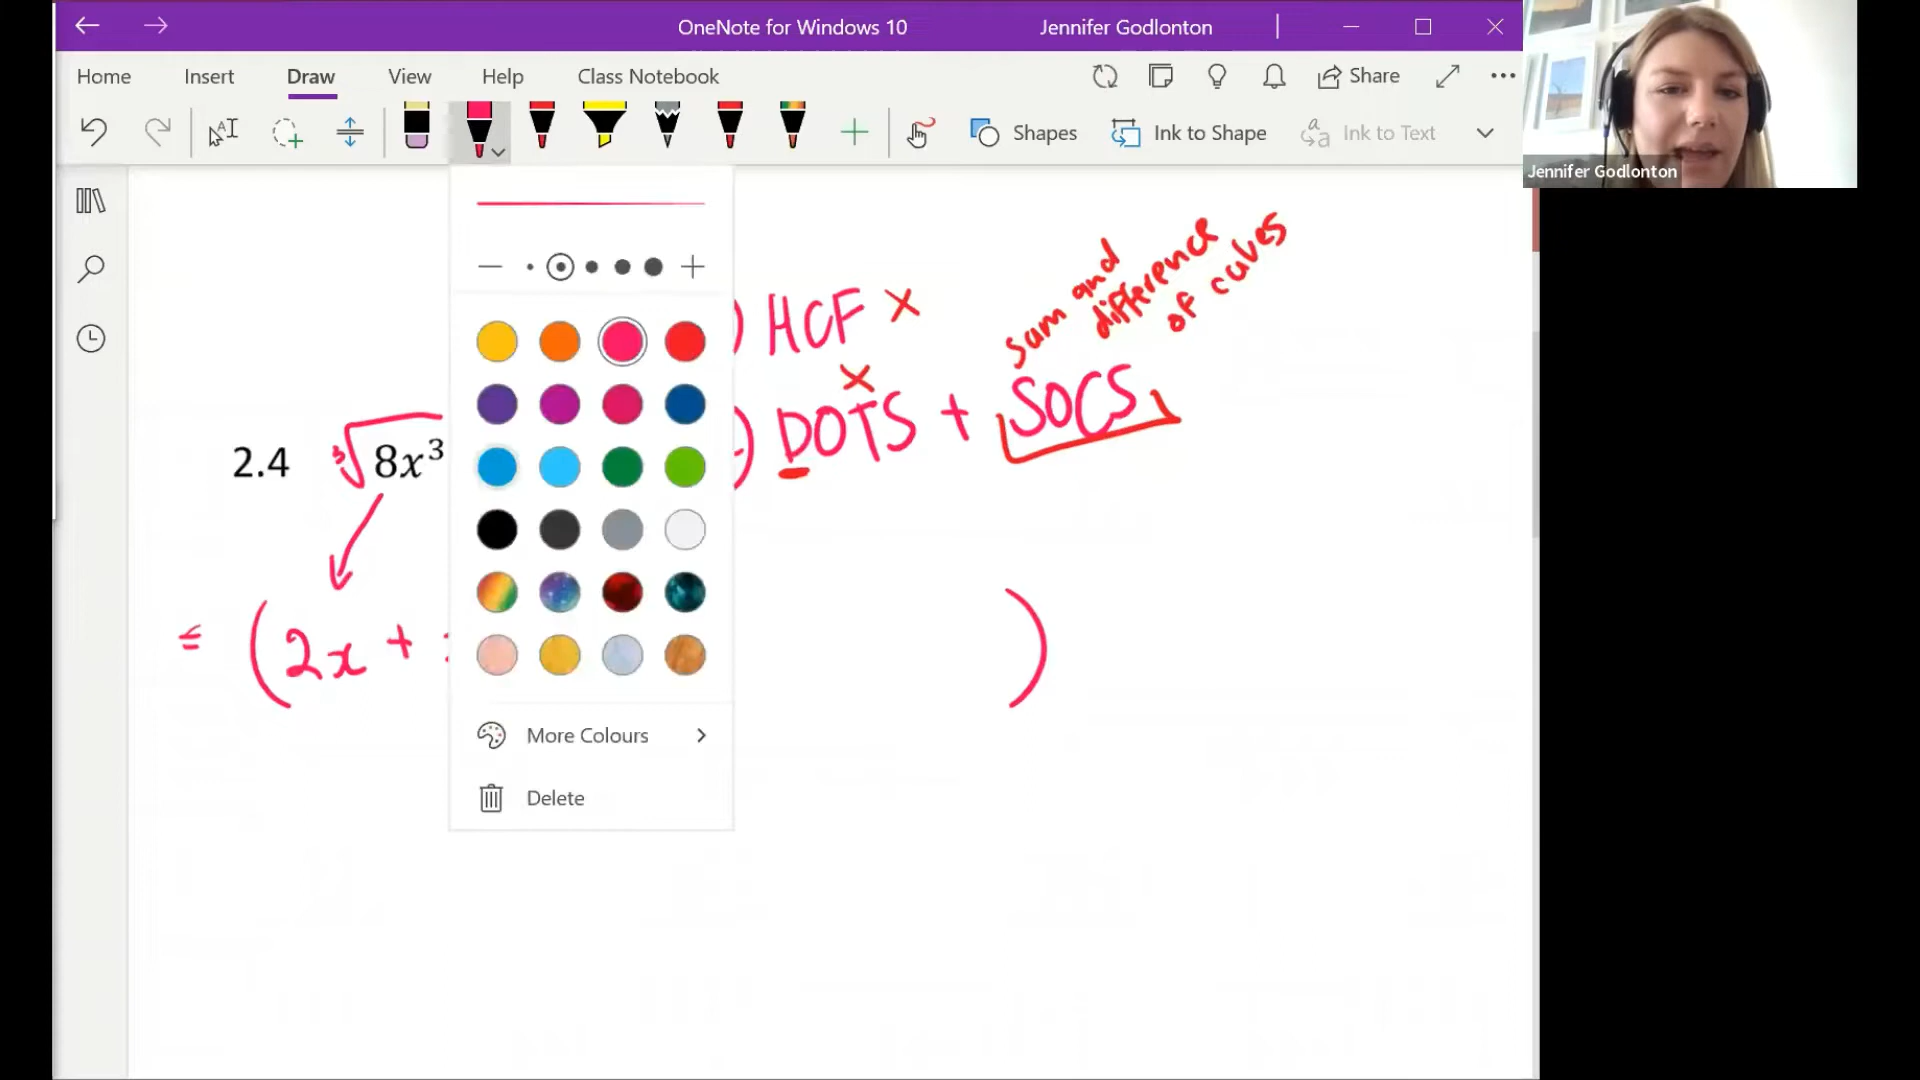 OneNote for Windows 10
Jennifer Godlonton
Home Insert Draw View Help Class Notebook
Share
Shapes Ink to Shape Ink to Text
Jennifer Godlonton
) HCF x
sum and
difference
of cubes
x
) DOTS + SOCS
2.4 ∛8x³
= (2x + )
More Colours
Delete